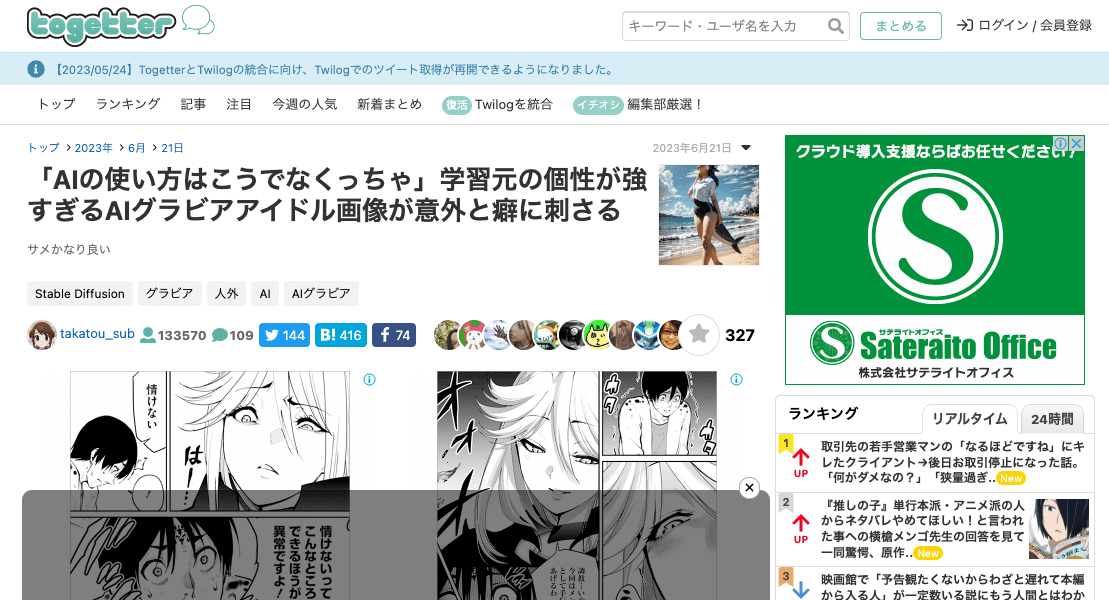 togetter
キーワード・ユーザ名を入力
まとめる
ログイン / 会員登録
【2023/05/24】TogetterとTwilogの統合に向け、Twilogでのツイート取得が再開できるようになりました。
トップ ランキング 記事 注目 今週の人気 新着まとめ 復活 Twilogを統合 イチオシ 編集部厳選！
トップ 2023年 6月 21日
2023年6月21日
「AIの使い方はこうでなくっちゃ」学習元の個性が強
すぎるAIグラビアアイドル画像が意外と癖に刺さる
サメかなり良い
Stable Diffusion グラビア 人外 AI AIグラビア
takatou_sub 133570 109 144 B! 416 74
327
情けない
は…
情けないって
こんなところ
できるほうが
異常ですよ！
調教…い
今回はメン
として手
あげるわ
クラウド導入支援ならばお任せください！
S
サテライトオフィス
Sateraito Office
株式会社サテライトオフィス
ランキング
リアルタイム
24時間
1
UP
取引先の若手営業マンの「なるほどですね」にキ
レたクライアント→後日お取引停止になった話。
「何がダメなの？」「狭量過ぎ..New
2
UP
『推しの子』単行本派・アニメ派の人
からネタバレやめてほしい！と言われ
た事への横槍メンゴ先生の回答を見て
一同驚愕、原作..New
3
映画館で「予告観たくないからわざと遅れて本編
から入る人」が一定数いる説にもう人間とはわか